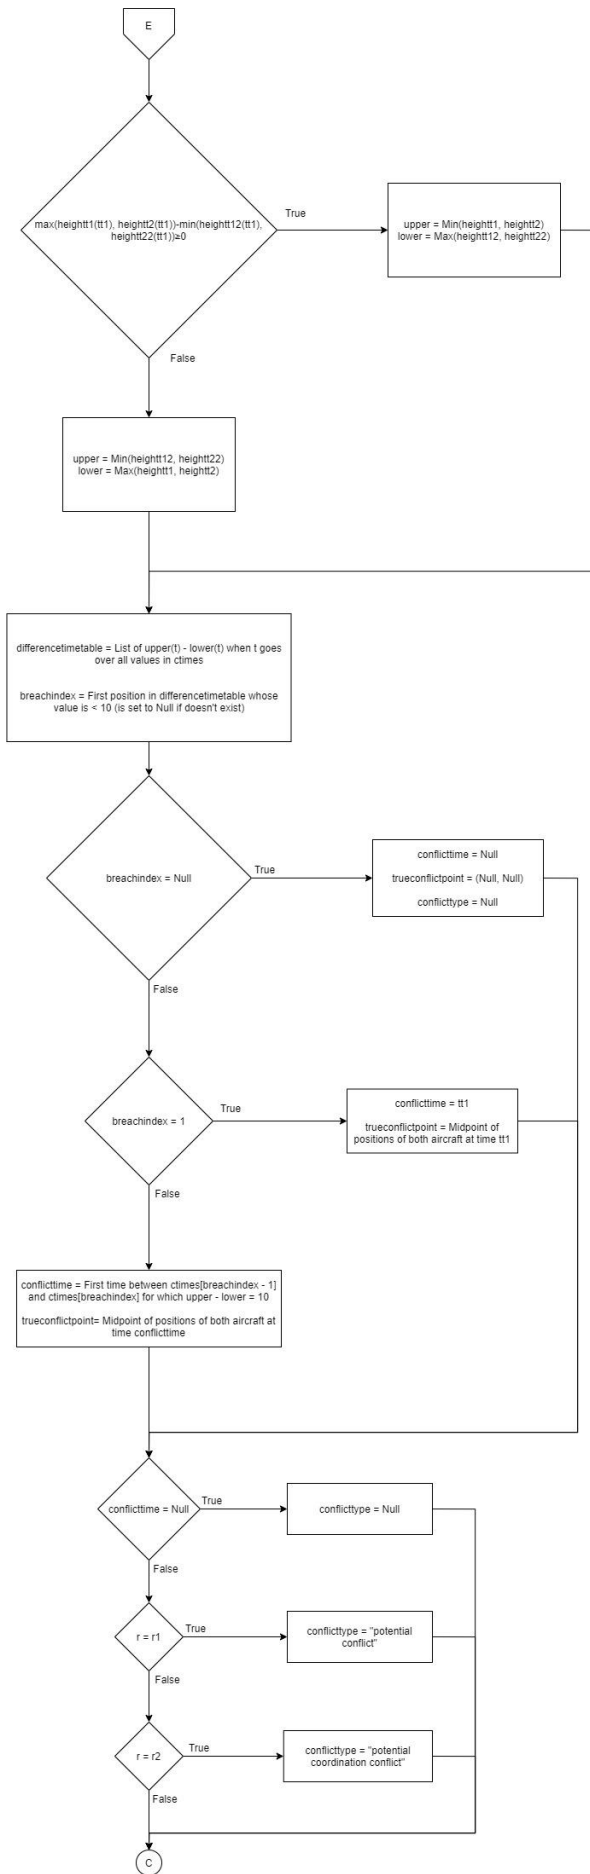 E
max(heightt1(tt1), heightt2(tt1))-min(heightt12(tt1),
heightt22(tt1))≥0
True
upper = Min(heightt1, heightt2)
lower = Max(heightt12, heightt22)
False
upper = Min(heightt12, heightt22)
lower = Max(heightt1, heightt2)
differencetimetable = List of upper(t) - lower(t) when t goes
over all values in ctimes
breachindex = First position in differencetimetable whose
value is < 10 (is set to Null if doesn't exist)
breachindex = Null
True
conflicttime = Null
trueconflictpoint = (Null, Null)
conflicttype = Null
False
breachindex = 1
True
conflicttime = tt1
trueconflictpoint = Midpoint of
positions of both aircraft at time tt1
False
conflicttime = First time between ctimes[breachindex - 1]
and ctimes[breachindex] for which upper - lower = 10
trueconflictpoint= Midpoint of positions of both aircraft at
time conflicttime
conflicttime = Null
True
conflicttype = Null
False
r = r1
True
conflicttype = "potential
conflict"
False
r = r2
True
conflicttype = "potential
coordination conflict"
False
C